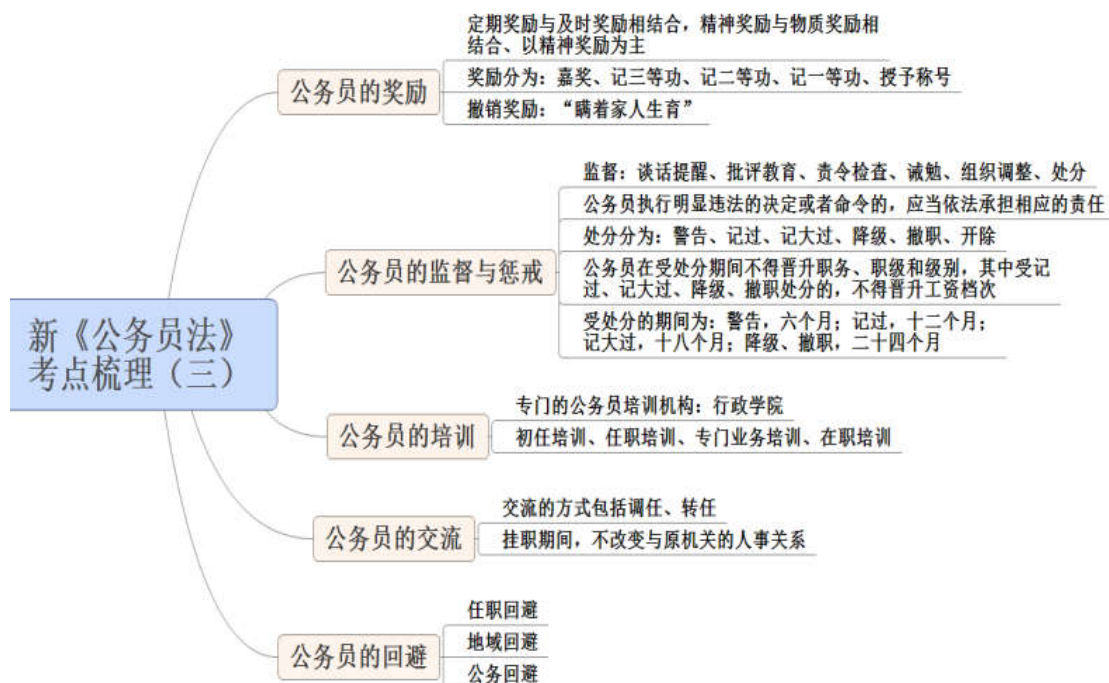 新《公务员法》
考点梳理（三）
公务员的奖励
定期奖励与及时奖励相结合，精神奖励与物质奖励相
结合、以精神奖励为主
奖励分为：嘉奖、记三等功、记二等功、记一等功、授予称号
撤销奖励：“瞒着家人生育”
公务员的监督与惩戒
监督：谈话提醒、批评教育、责令检查、诫勉、组织调整、处分
公务员执行明显违法的决定或者命令的，应当依法承担相应的责任
处分分为：警告、记过、记大过、降级、撤职、开除
公务员在受处分期间不得晋升职务、职级和级别，其中受记
过、记大过、降级、撤职处分的，不得晋升工资档次
受处分的期间为：警告，六个月；记过，十二个月；
记大过，十八个月；降级、撤职，二十四个月
公务员的培训
专门的公务员培训机构：行政学院
初任培训、任职培训、专门业务培训、在职培训
公务员的交流
交流的方式包括调任、转任
挂职期间，不改变与原机关的人事关系
公务员的回避
任职回避
地域回避
公务回避